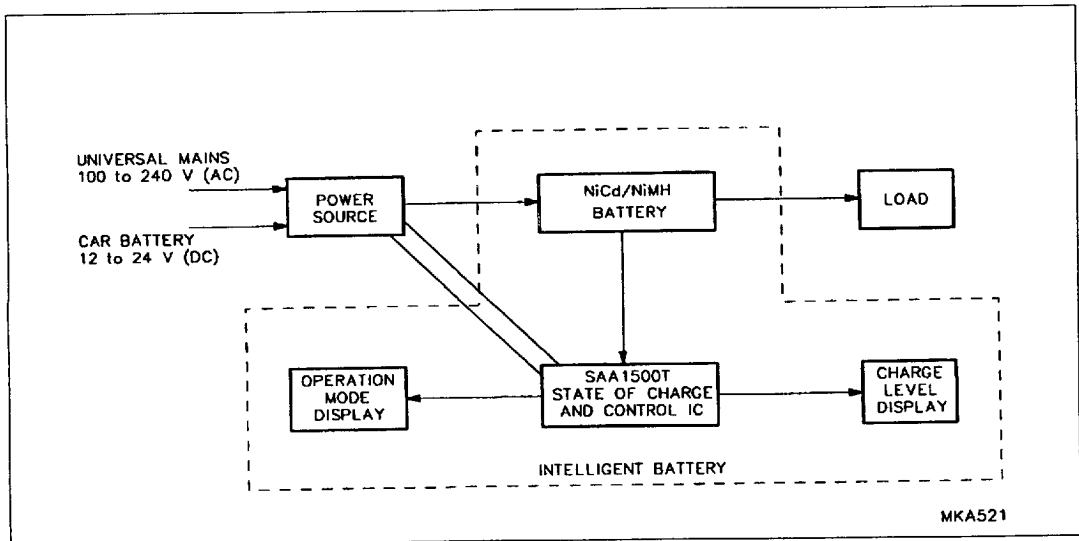 UNIVERSAL MAINS
100 to 240 V (AC)
CAR BATTERY
12 to 24 V (DC)
POWER
SOURCE
NiCd/NiMH
BATTERY
LOAD
OPERATION
MODE
DISPLAY
SAA1500T
STATE OF CHARGE
AND CONTROL IC
CHARGE
LEVEL
DISPLAY
INTELLIGENT BATTERY
MKA521